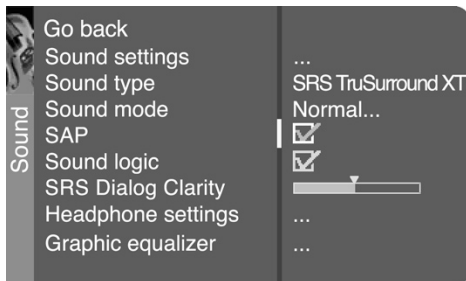 Sound
Go back
Sound settings ...
Sound type SRS TruSurround XT
Sound mode Normal...
SAP
Sound logic
SRS Dialog Clarity
Headphone settings ...
Graphic equalizer ...